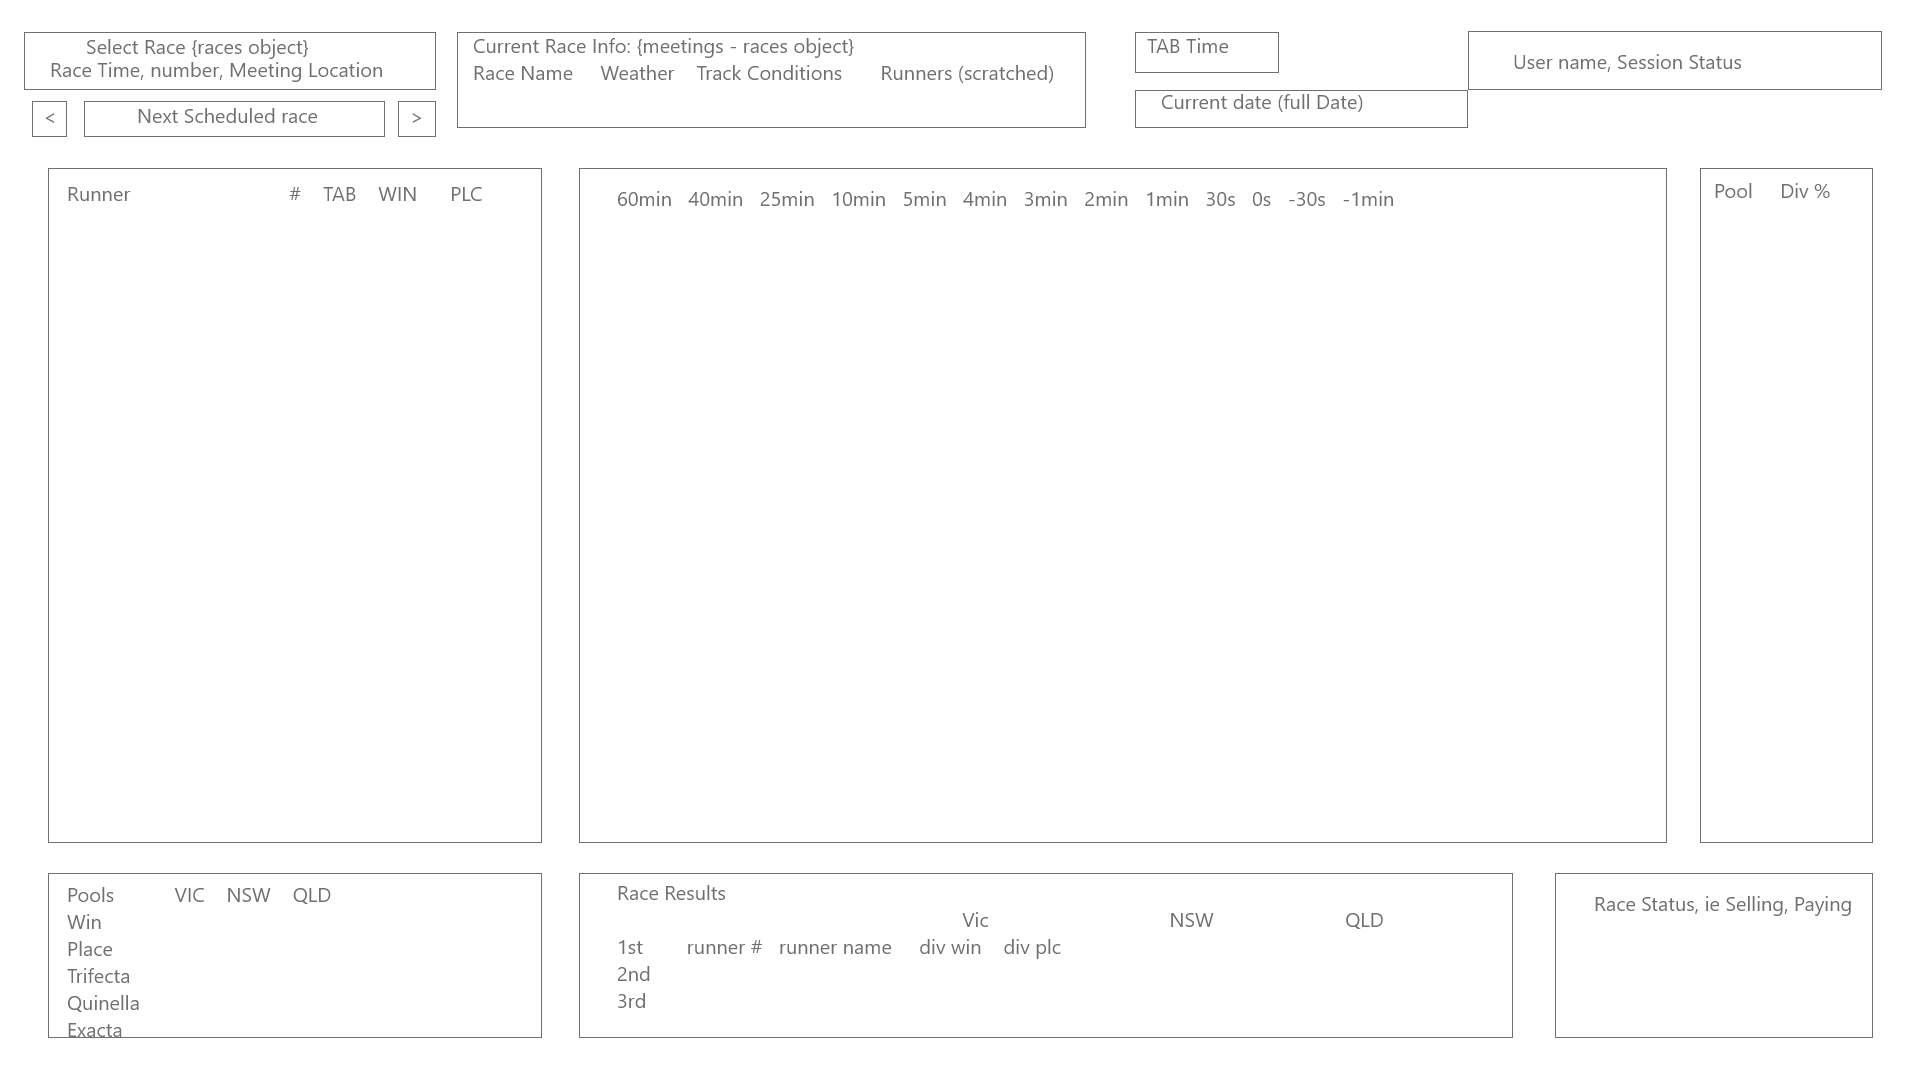 Select Race {races object}
Race Time, number, Meeting Location
< Next Scheduled race >
Current Race Info: {meetings - races object}
Race Name Weather Track Conditions Runners (scratched)
TAB Time
Current date (full Date)
User name, Session Status
Runner # TAB WIN PLC
60min 40min 25min 10min 5min 4min 3min 2min 1min 30s 0s -30s -1min
Pool Div %
Pools VIC NSW QLD
Win
Place
Trifecta
Quinella
Exacta
Race Results
Vic NSW QLD
1st runner # runner name div win div plc
2nd
3rd
Race Status, ie Selling, Paying